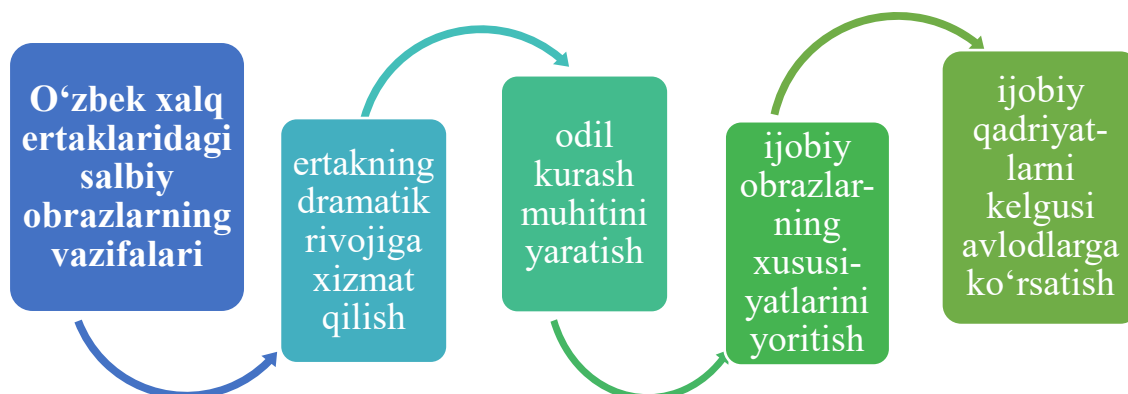 O‘zbek xalq
ertaklaridagi
salbiy
obrazlarning
vazifalari
ertakning
dramatik
rivojiga
xizmat
qilish
odil
kurash
muhitini
yaratish
ijobiy
obrazlar-
ning
xususi-
yatlarini
yoritish
ijobiy
qadriyat-
larni
kelgusi
avlodlarga
ko‘rsatish